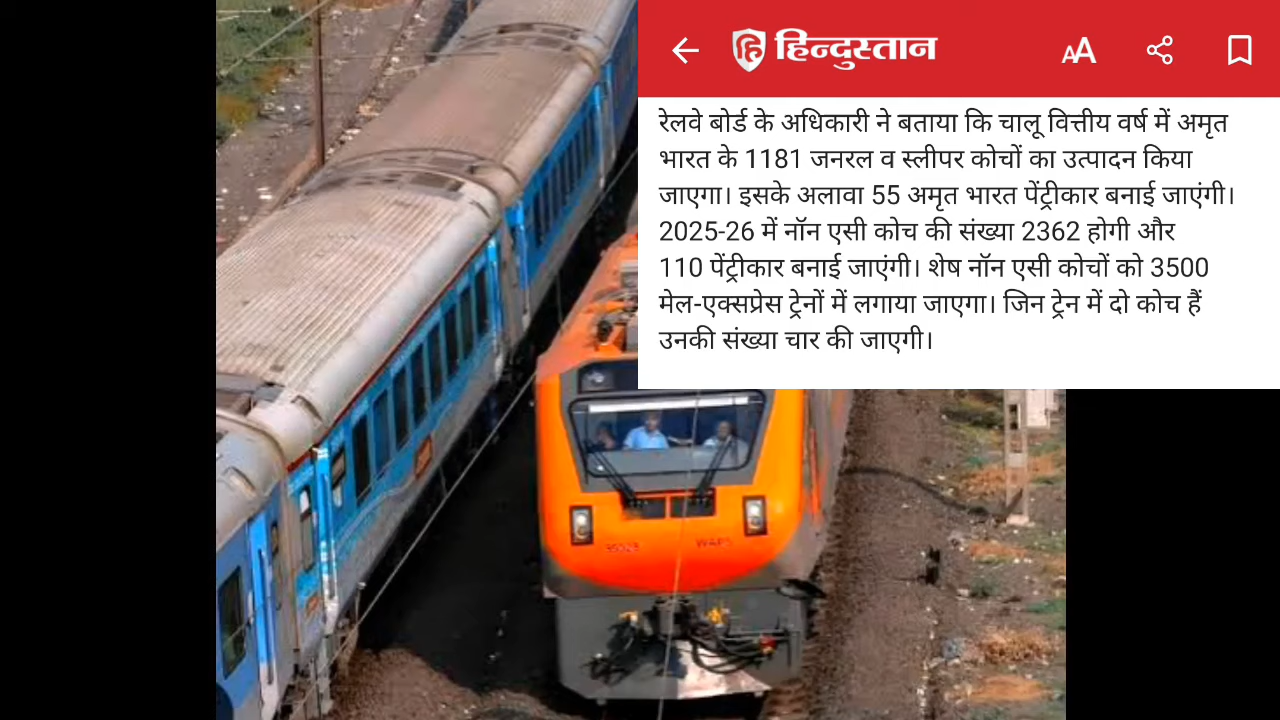 हिन्दुस्तान
AA
रेलवे बोर्ड के अधिकारी ने बताया कि चालू वित्तीय वर्ष में अमृत
भारत के 1181 जनरल व स्लीपर कोचों का उत्पादन किया
जाएगा। इसके अलावा 55 अमृत भारत पेंट्रीकार बनाई जाएंगी।
2025-26 में नॉन एसी कोच की संख्या 2362 होगी और
110 पेंट्रीकार बनाई जाएंगी। शेष नॉन एसी कोचों को 3500
मेल-एक्सप्रेस ट्रेनों में लगाया जाएगा। जिन ट्रेन में दो कोच हैं
उनकी संख्या चार की जाएगी।